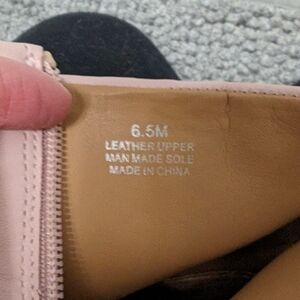 6.5M
LEATHER UPPER
MAN MADE SOLE
MADE IN CHINA